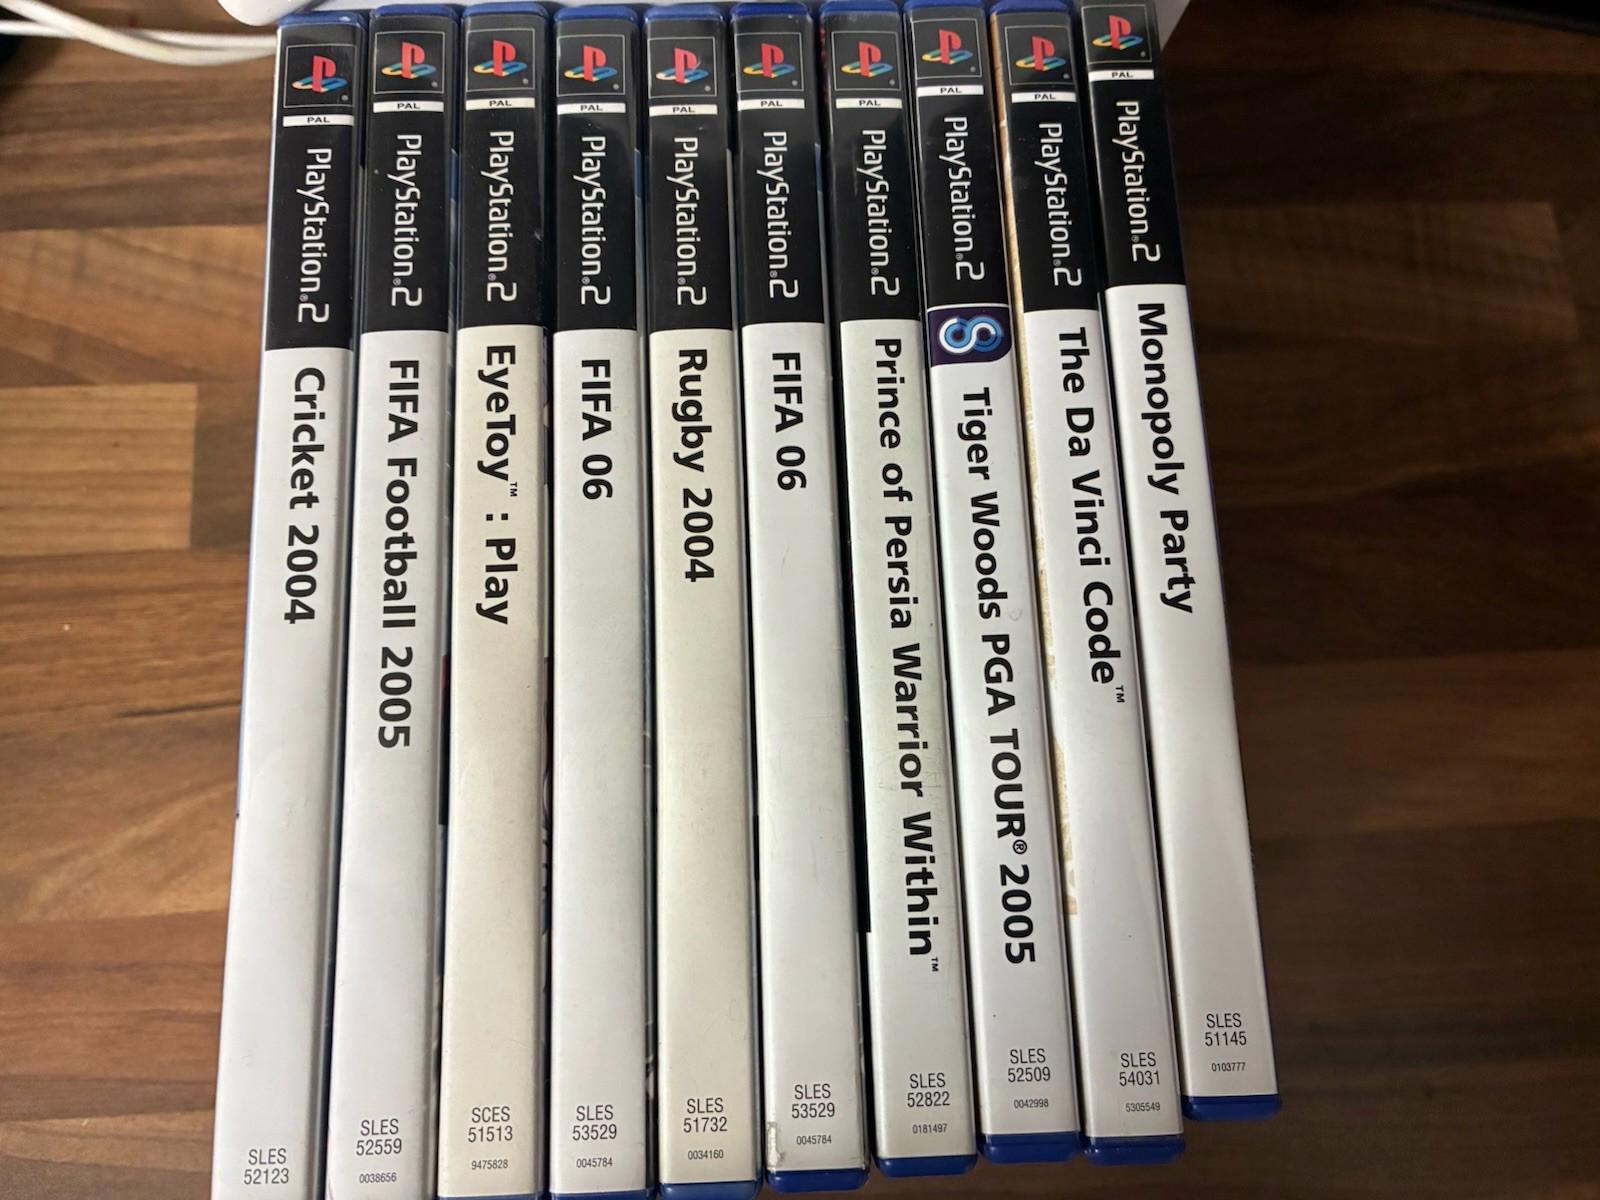 PAL
PlayStation®2
Cricket 2004
SLES
52123
PAL
PlayStation®2
FIFA Football 2005
SLES
52559
0038656
PAL
PlayStation®2
EyeToy™ : Play
SCES
51513
9475828
PAL
PlayStation®2
FIFA 06
SLES
53529
0045784
PAL
PlayStation®2
Rugby 2004
SLES
51732
0034160
PAL
PlayStation®2
FIFA 06
SLES
53529
0045784
PAL
PlayStation®2
Prince of Persia Warrior Within™
SLES
52822
0181497
PAL
PlayStation®2
Tiger Woods PGA TOUR® 2005
SLES
52509
0042998
PAL
PlayStation®2
The Da Vinci Code™
SLES
54031
5305549
PAL
PlayStation®2
Monopoly Party
SLES
51145
0103777